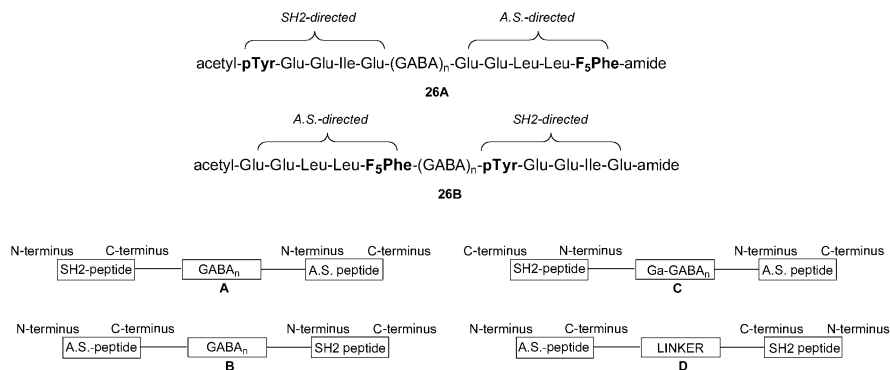 SH2-directed A.S.-directed
acetyl-pTyr-Glu-Glu-Ile-Glu-(GABA)n-Glu-Glu-Leu-Leu-F5Phe-amide
26A
A.S.-directed SH2-directed
acetyl-Glu-Glu-Leu-Leu-F5Phe-(GABA)n-pTyr-Glu-Glu-Ile-Glu-amide
26B
N-terminus C-terminus N-terminus C-terminus
SH2-peptide GABAn A.S. peptide
A
C-terminus N-terminus N-terminus C-terminus
SH2-peptide Ga-GABAn A.S. peptide
C
N-terminus C-terminus N-terminus C-terminus
A.S.-peptide GABAn SH2 peptide
B
N-terminus C-terminus C-terminus N-terminus
A.S.-peptide LINKER SH2 peptide
D